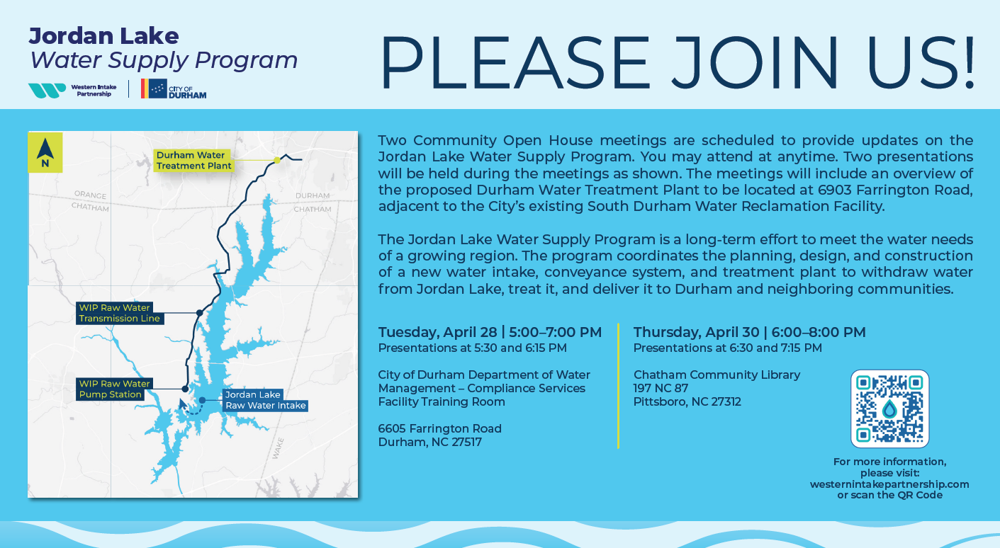 Jordan Lake
Water Supply Program
Western Intake
Partnership
CITY OF
DURHAM
PLEASE JOIN US!
N
Durham Water
Treatment Plant
ORANGE
CHATHAM
DURHAM
CHATHAM
WIP Raw Water
Transmission Line
WIP Raw Water
Pump Station
Jordan Lake
Raw Water Intake
WAKE
Two Community Open House meetings are scheduled to provide updates on the
Jordan Lake Water Supply Program. You may attend at anytime. Two presentations
will be held during the meetings as shown. The meetings will include an overview of
the proposed Durham Water Treatment Plant to be located at 6903 Farrington Road,
adjacent to the City’s existing South Durham Water Reclamation Facility.
The Jordan Lake Water Supply Program is a long-term effort to meet the water needs
of a growing region. The program coordinates the planning, design, and construction
of a new water intake, conveyance system, and treatment plant to withdraw water
from Jordan Lake, treat it, and deliver it to Durham and neighboring communities.
Tuesday, April 28 | 5:00–7:00 PM
Presentations at 5:30 and 6:15 PM
City of Durham Department of Water
Management – Compliance Services
Facility Training Room
6605 Farrington Road
Durham, NC 27517
Thursday, April 30 | 6:00–8:00 PM
Presentations at 6:30 and 7:15 PM
Chatham Community Library
197 NC 87
Pittsboro, NC 27312
For more information,
please visit:
westernintakepartnership.com
or scan the QR Code